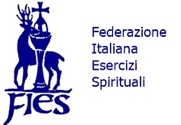 FIES
Federazione
Italiana
Esercizi
Spirituali